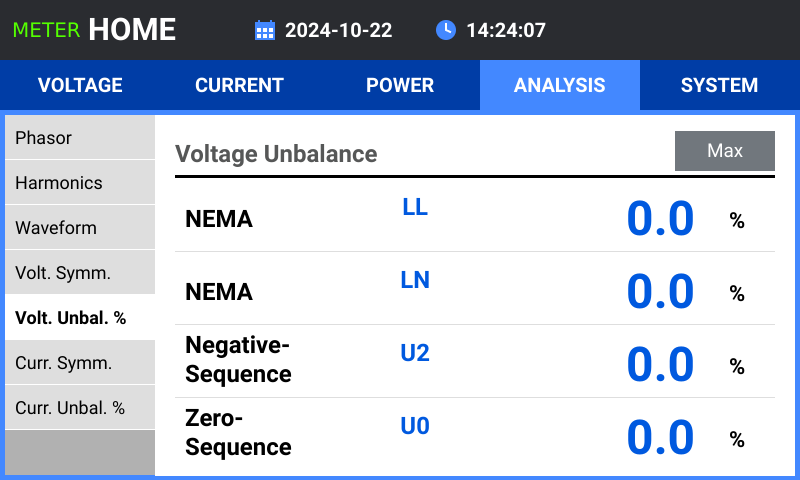 METER HOME 2024-10-22 14:24:07
VOLTAGE CURRENT POWER ANALYSIS SYSTEM
Phasor
Harmonics
Waveform
Volt. Symm.
Volt. Unbal. %
Curr. Symm.
Curr. Unbal. %
Voltage Unbalance Max
NEMA LL 0.0 %
NEMA LN 0.0 %
Negative-
Sequence U2 0.0 %
Zero-
Sequence U0 0.0 %